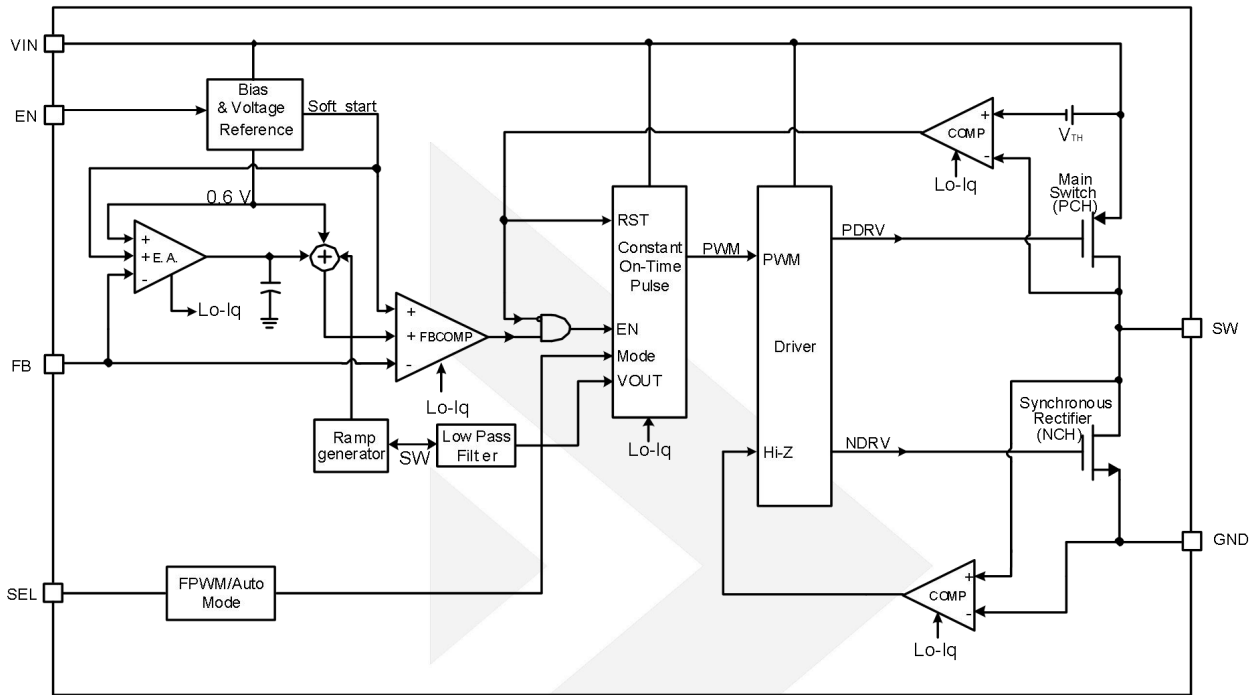 VIN
Bias
& Voltage
Reference
Soft start
EN
COMP
+
-
VTH
Lo-Iq
Main
Switch
(PCH)
0.6 V
RST
Constant
On-Time
Pulse
PWM
PWM
PDRV
+
+ E.A.
-
+
Lo-Iq
+
+ FBCOMP
-
EN
Mode
VOUT
Driver
SW
FB
Lo-Iq
Ramp
generator
SW
Low Pass
Filter
Lo-Iq
Hi-Z
NDRV
Synchronous
Rectifier
(NCH)
GND
SEL
FPWM/Auto
Mode
COMP
+
-
Lo-Iq